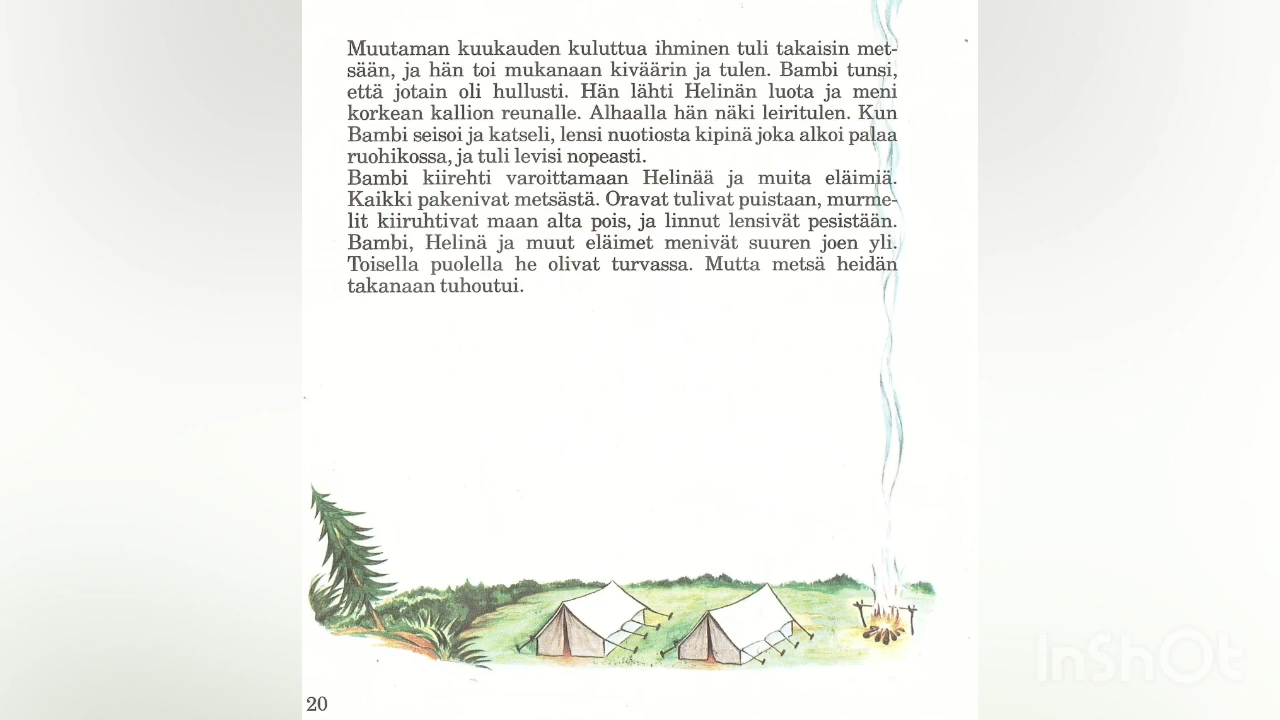 Muutaman kuukauden kuluttua ihminen tuli takaisin met-
sään, ja hän toi mukanaan kiväärin ja tulen. Bambi tunsi,
että jotain oli hullusti. Hän lähti Helinän luota ja meni
korkean kallion reunalle. Alhaalla hän näki leiritulen. Kun
Bambi seisoi ja katseli, lensi nuotiosta kipinä joka alkoi palaa
ruohikossa, ja tuli levisi nopeasti.
Bambi kiirehti varoittamaan Helinää ja muita eläimiä.
Kaikki pakenivat metsästä. Oravat tulivat puistaan, murme-
lit kiiruhtivat maan alta pois, ja linnut lensivät pesistään.
Bambi, Helinä ja muut eläimet menivät suuren joen yli.
Toisella puolella he olivat turvassa. Mutta metsä heidän
takanaan tuhoutui.
20
InShOt